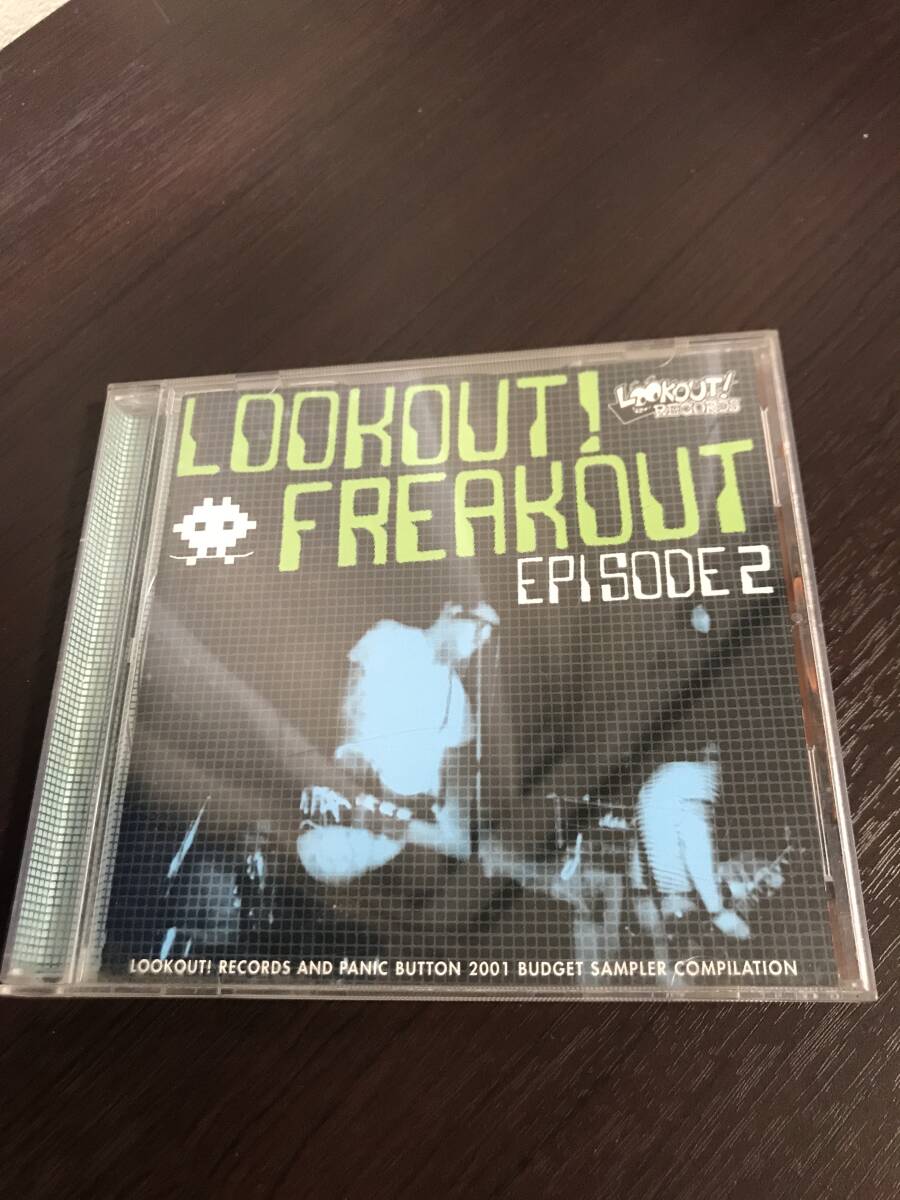 LOOKOUT!
LOOKOUT!
RECORDS
FREAKOUT
EPISODE 2
LOOKOUT! RECORDS AND PANIC BUTTON 2001 BUDGET SAMPLER COMPILATION